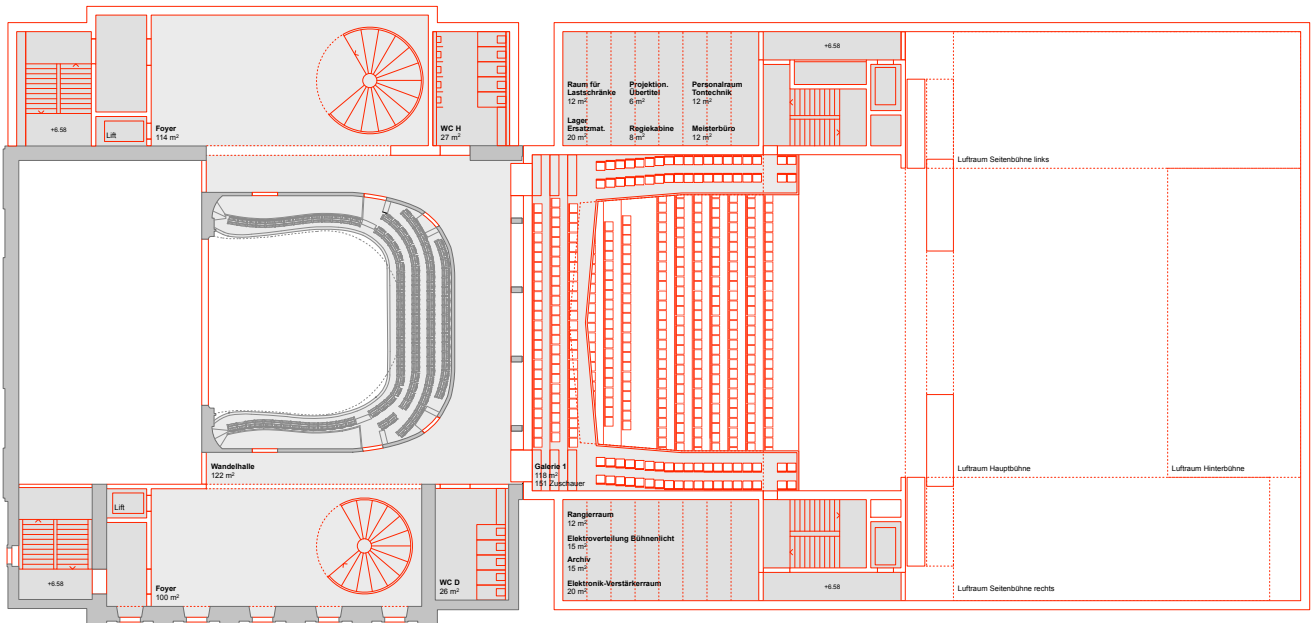 +6.58
Lift
Foyer
114 m²
WC H
27 m²
Raum für
Lastschränke
12 m²
Projektion.
Übertitel
6 m²
Personalraum
Tontechnik
12 m²
Lager
Ersatzmat.
20 m²
Regiekabine
8 m²
Meisterbüro
12 m²
+6.58
Luftraum Seitenbühne links
Wandelhalle
122 m²
Galerie 1
118 m²
151 Zuschauer
Luftraum Hauptbühne
Luftraum Hinterbühne
Lift
+6.58
Foyer
100 m²
WC D
26 m²
Rangierraum
12 m²
Elektroverteilung Bühnenlicht
15 m²
Archiv
15 m²
Elektronik-Verstärkerraum
20 m²
+6.58
Luftraum Seitenbühne rechts